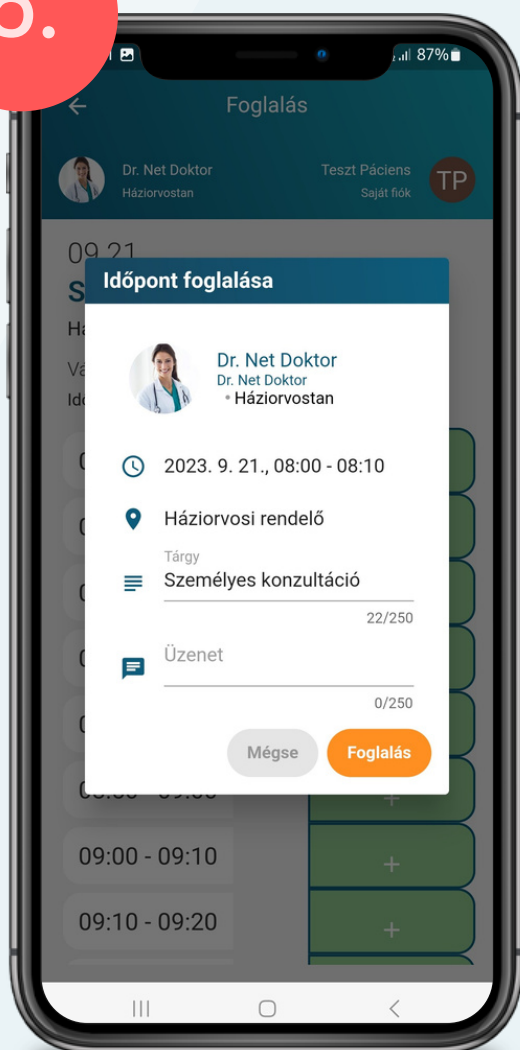 87%
Foglalás
Dr. Net Doktor
Háziorvostan
Teszt Páciens
Saját fiók
TP
09.21
Időpont foglalása
Dr. Net Doktor
Dr. Net Doktor
• Háziorvostan
2023. 9. 21., 08:00 - 08:10
Háziorvosi rendelő
Tárgy
Személyes konzultáció
22/250
Üzenet
0/250
Mégse
Foglalás
+
09:00 - 09:10
+
09:10 - 09:20
+